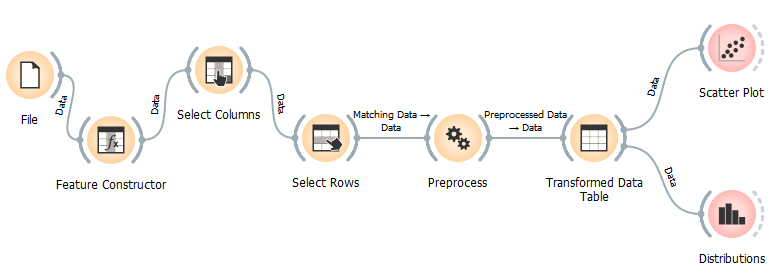 File
Data
Feature Constructor
Data
Select Columns
Data
Select Rows
Matching Data →
Data
Preprocess
Preprocessed Data
→ Data
Transformed Data
Table
Data
Scatter Plot
Data
Distributions